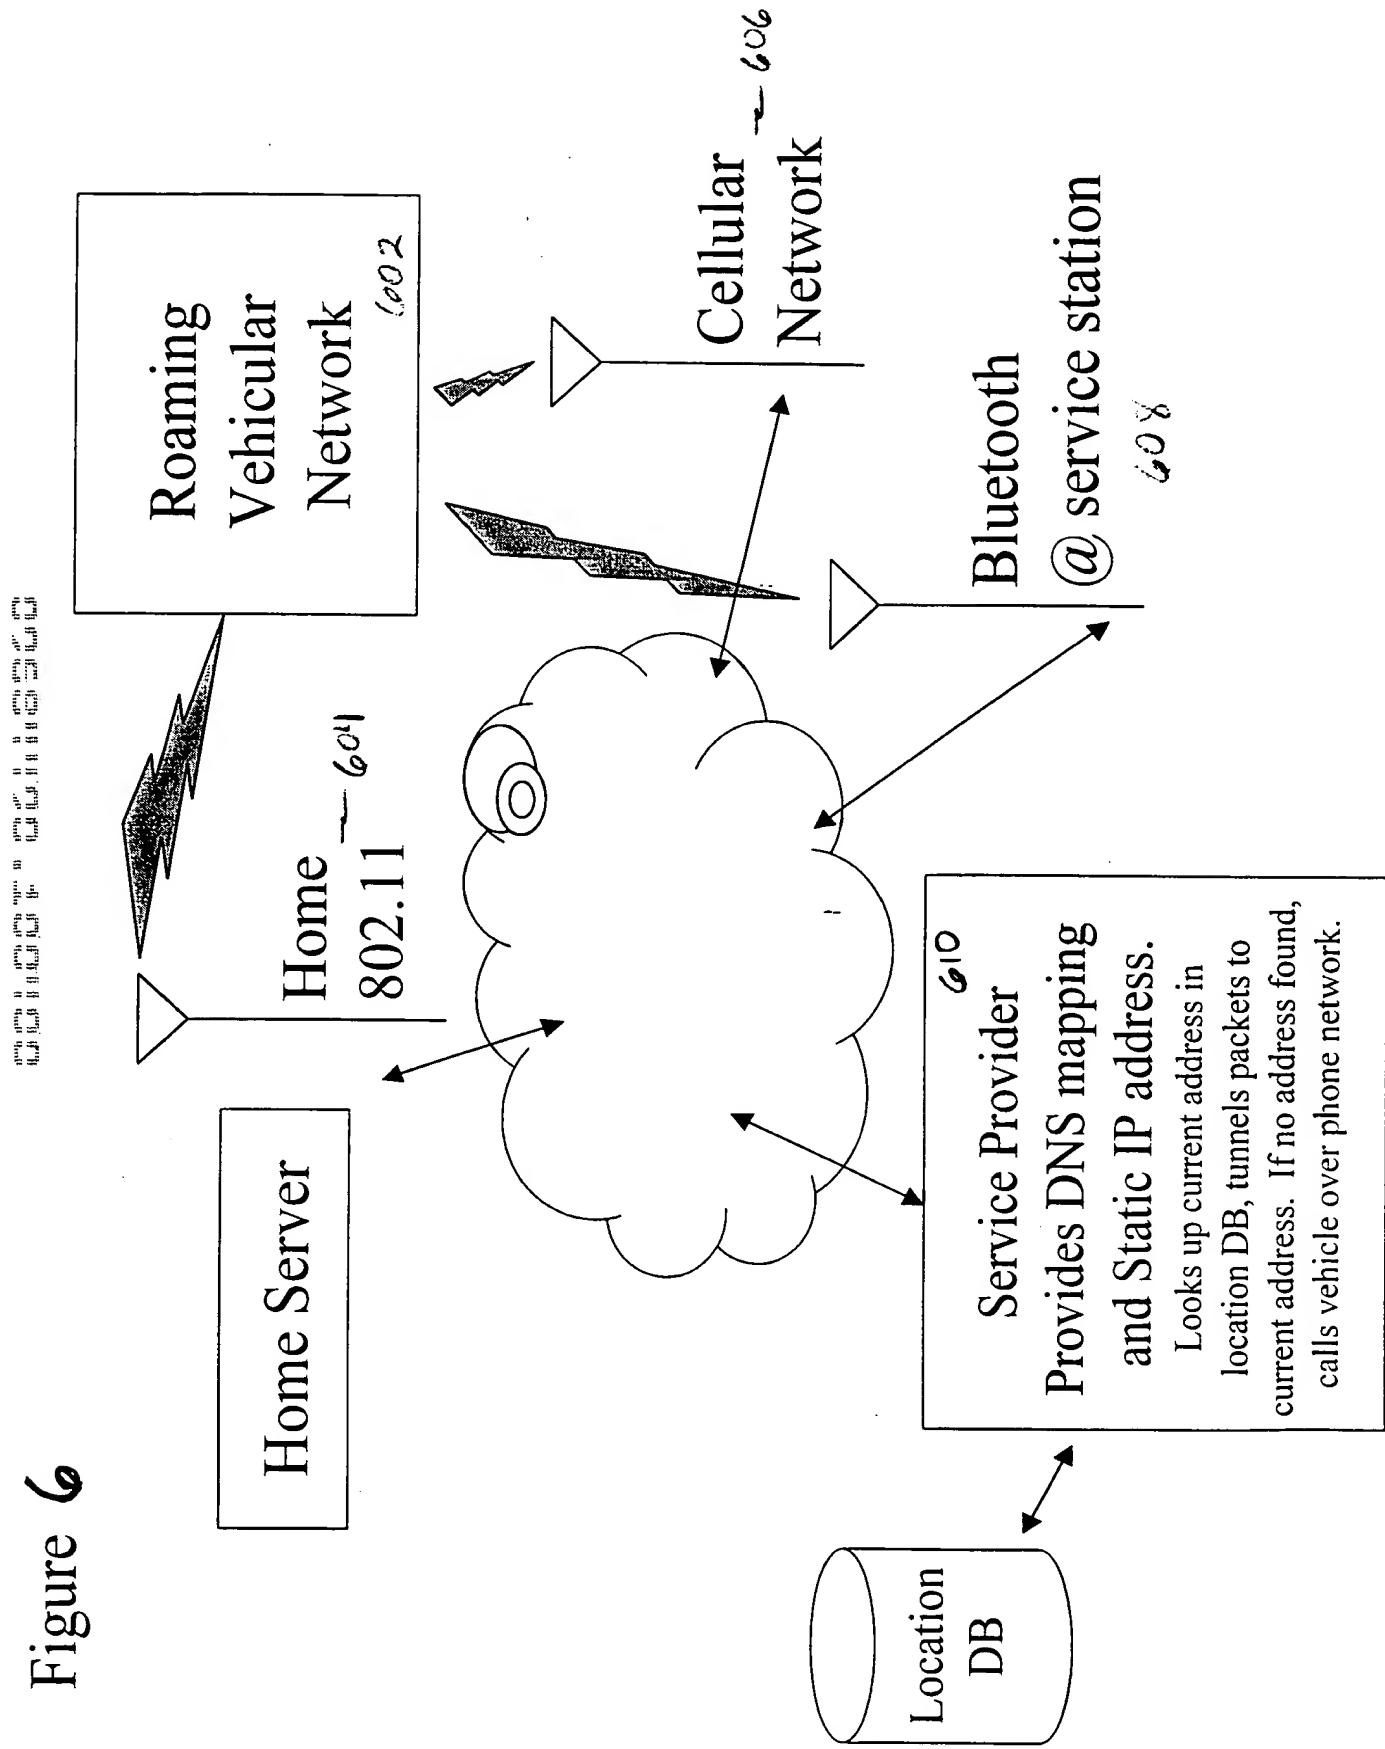 Figure 6
Roaming
Vehicular
Network
602
Home
802.11
604
Home Server
Cellular
Network
606
Bluetooth
@ service station
608
610
Service Provider
Provides DNS mapping
and Static IP address.
Looks up current address in
location DB, tunnels packets to
current address. If no address found,
calls vehicle over phone network.
Location
DB